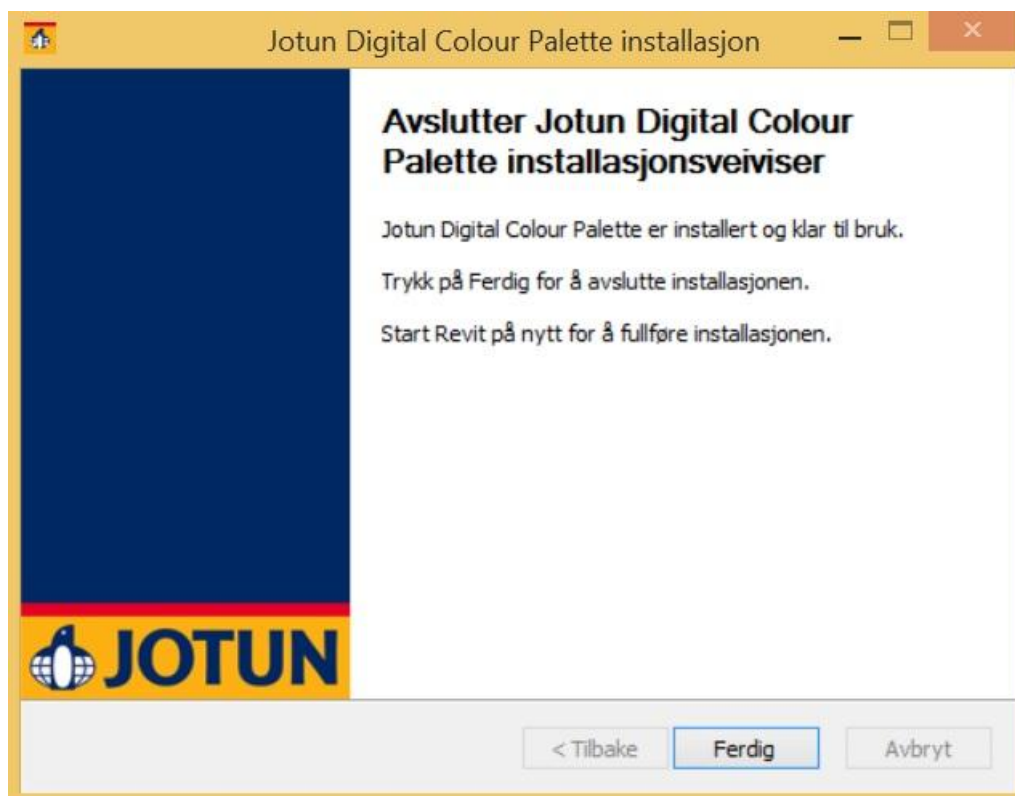 Jotun Digital Colour Palette installasjon
Avslutter Jotun Digital Colour
Palette installasjonsveiviser
Jotun Digital Colour Palette er installert og klar til bruk.
Trykk på Ferdig for å avslutte installasjonen.
Start Revit på nytt for å fullføre installasjonen.
JOTUN
< Tilbake Ferdig Avbryt